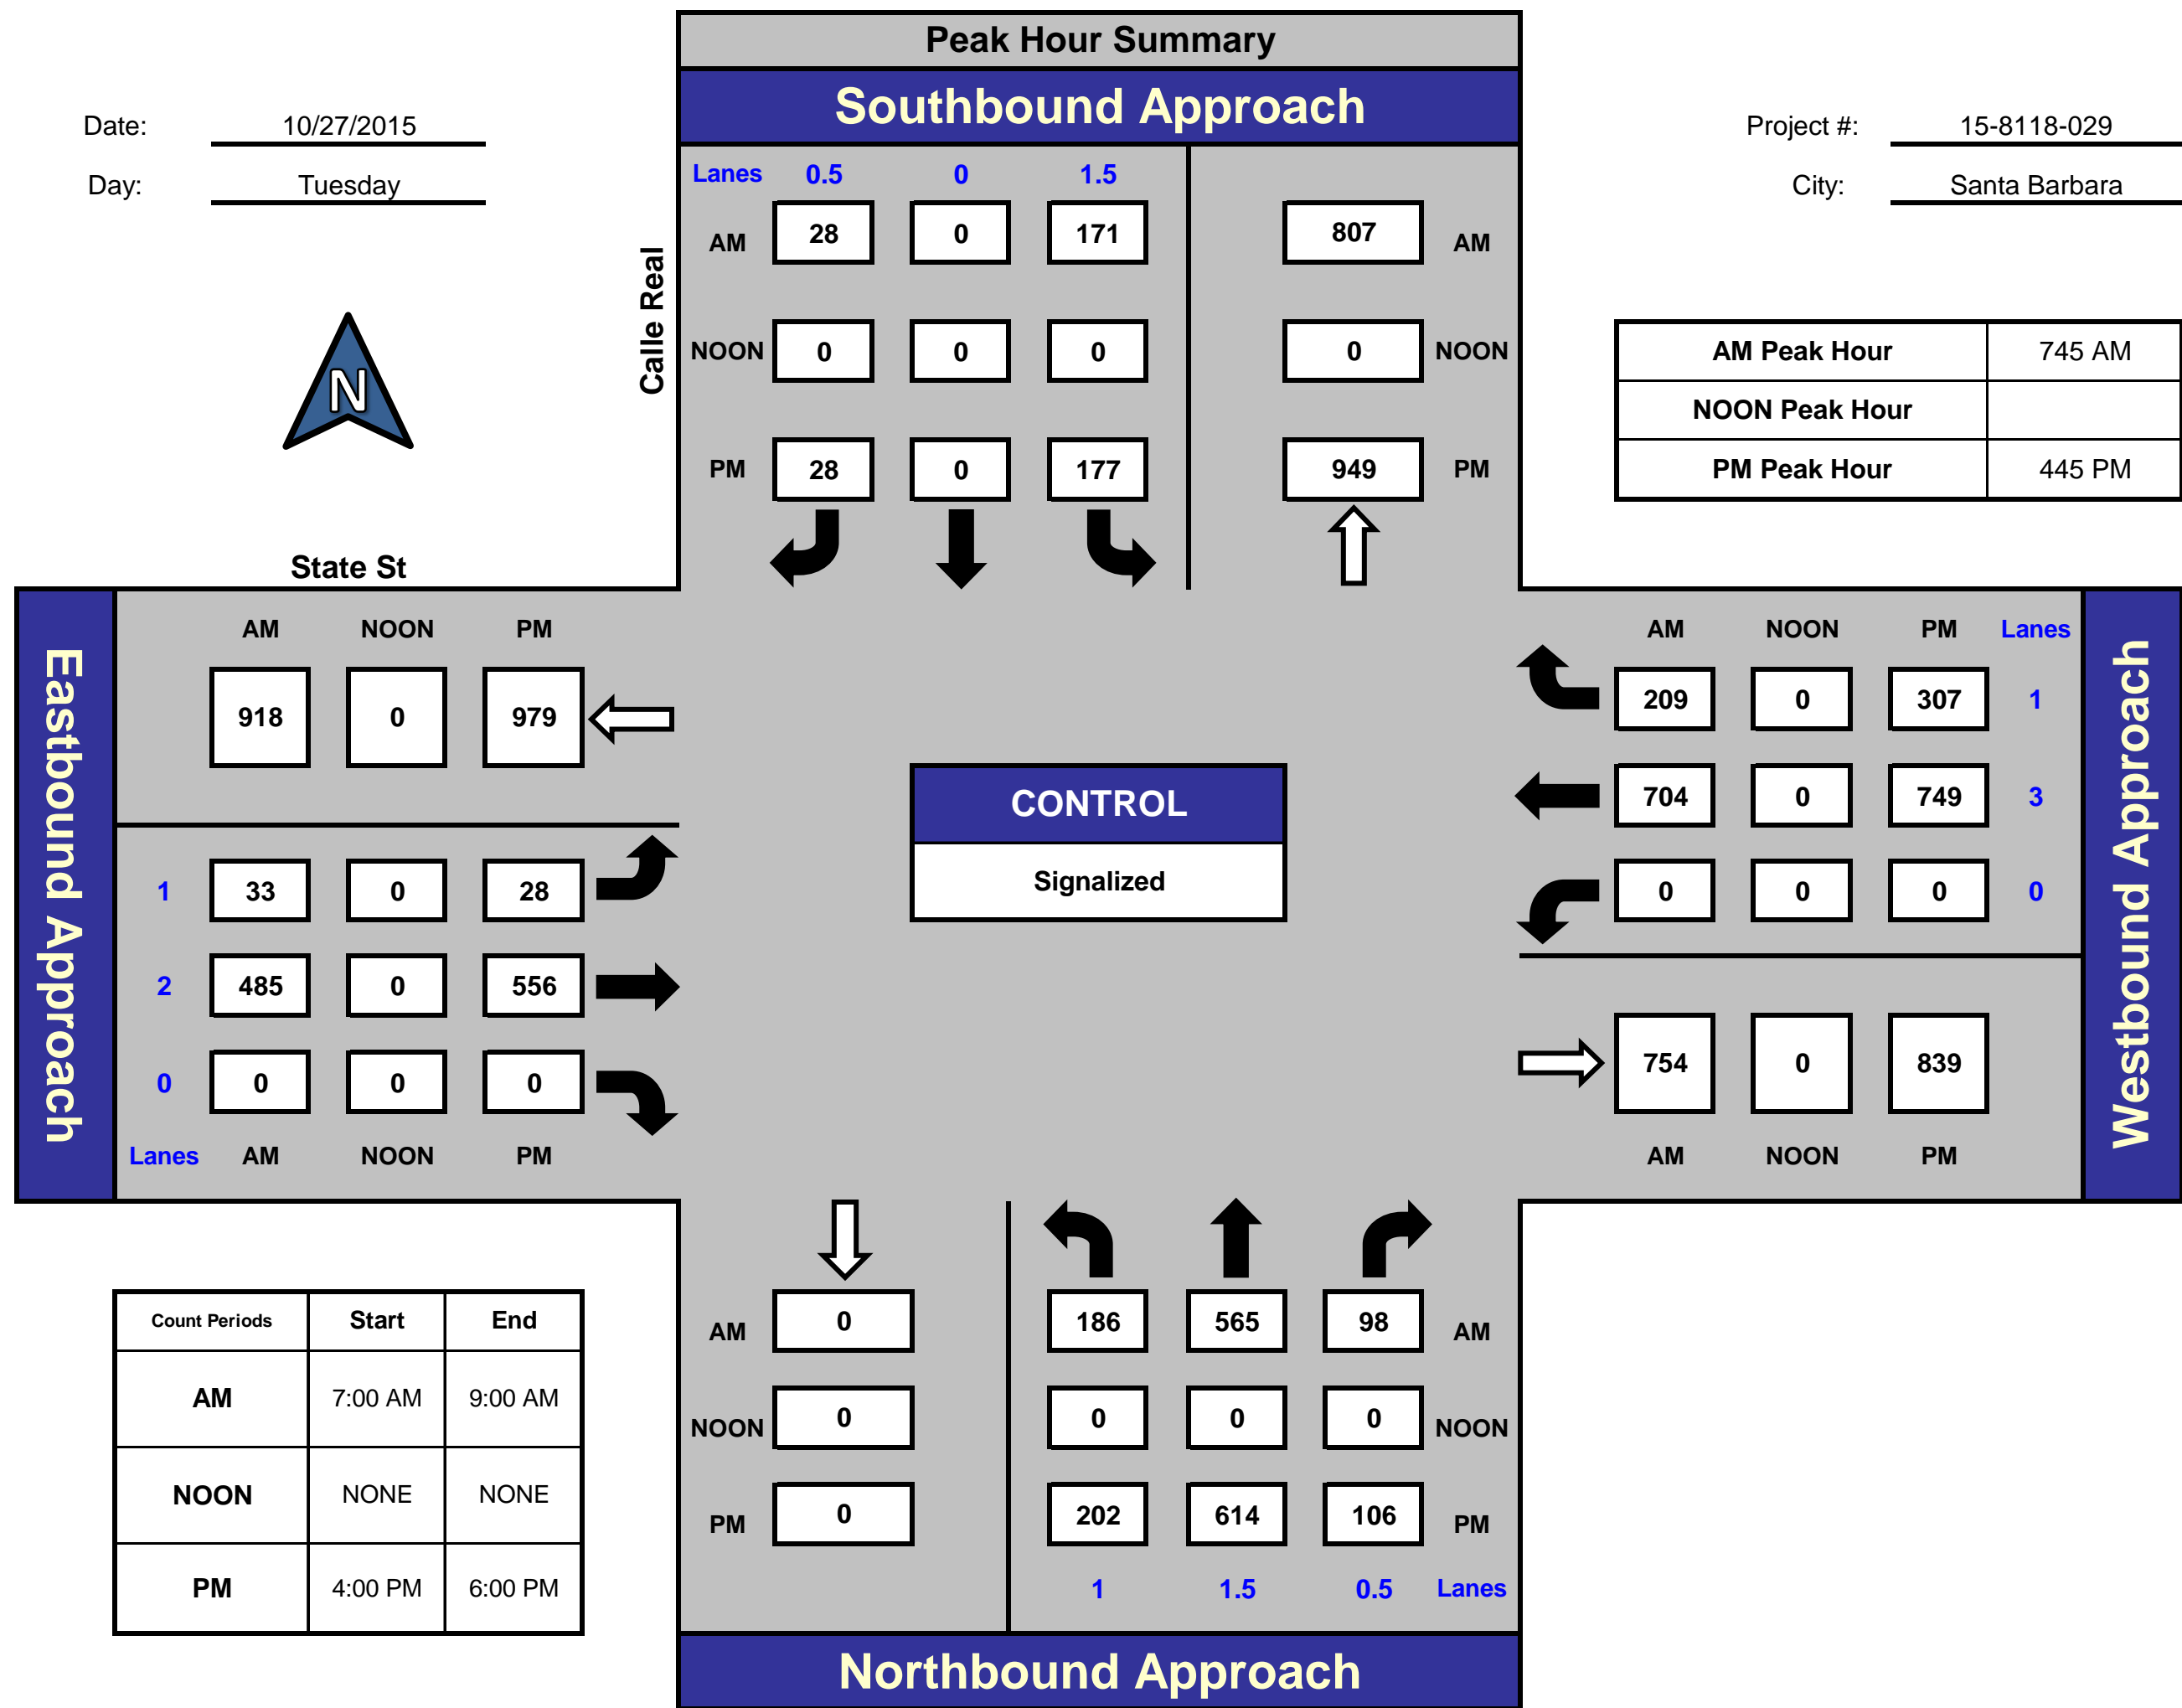 Peak Hour Summary
Southbound Approach
Date: 10/27/2015
Project #: 15-8118-029
Day: Tuesday
City: Santa Barbara
Lanes 0.5 0 1.5
AM 28 0 171 807 AM
N
Calle Real
NOON 0 0 0 0 NOON
PM 28 0 177 949 PM
AM Peak Hour 745 AM
NOON Peak Hour
PM Peak Hour 445 PM
State St
Eastbound Approach
AM NOON PM
918 0 979
1 33 0 28
2 485 0 556
0 0 0 0
Lanes AM NOON PM
CONTROL
Signalized
AM NOON PM Lanes
209 0 307 1
704 0 749 3
0 0 0 0
754 0 839
AM NOON PM
Westbound Approach
Count Periods Start End
AM 7:00 AM 9:00 AM
NOON NONE NONE
PM 4:00 PM 6:00 PM
AM 0 186 565 98 AM
NOON 0 0 0 0 NOON
PM 0 202 614 106 PM
1 1.5 0.5 Lanes
Northbound Approach